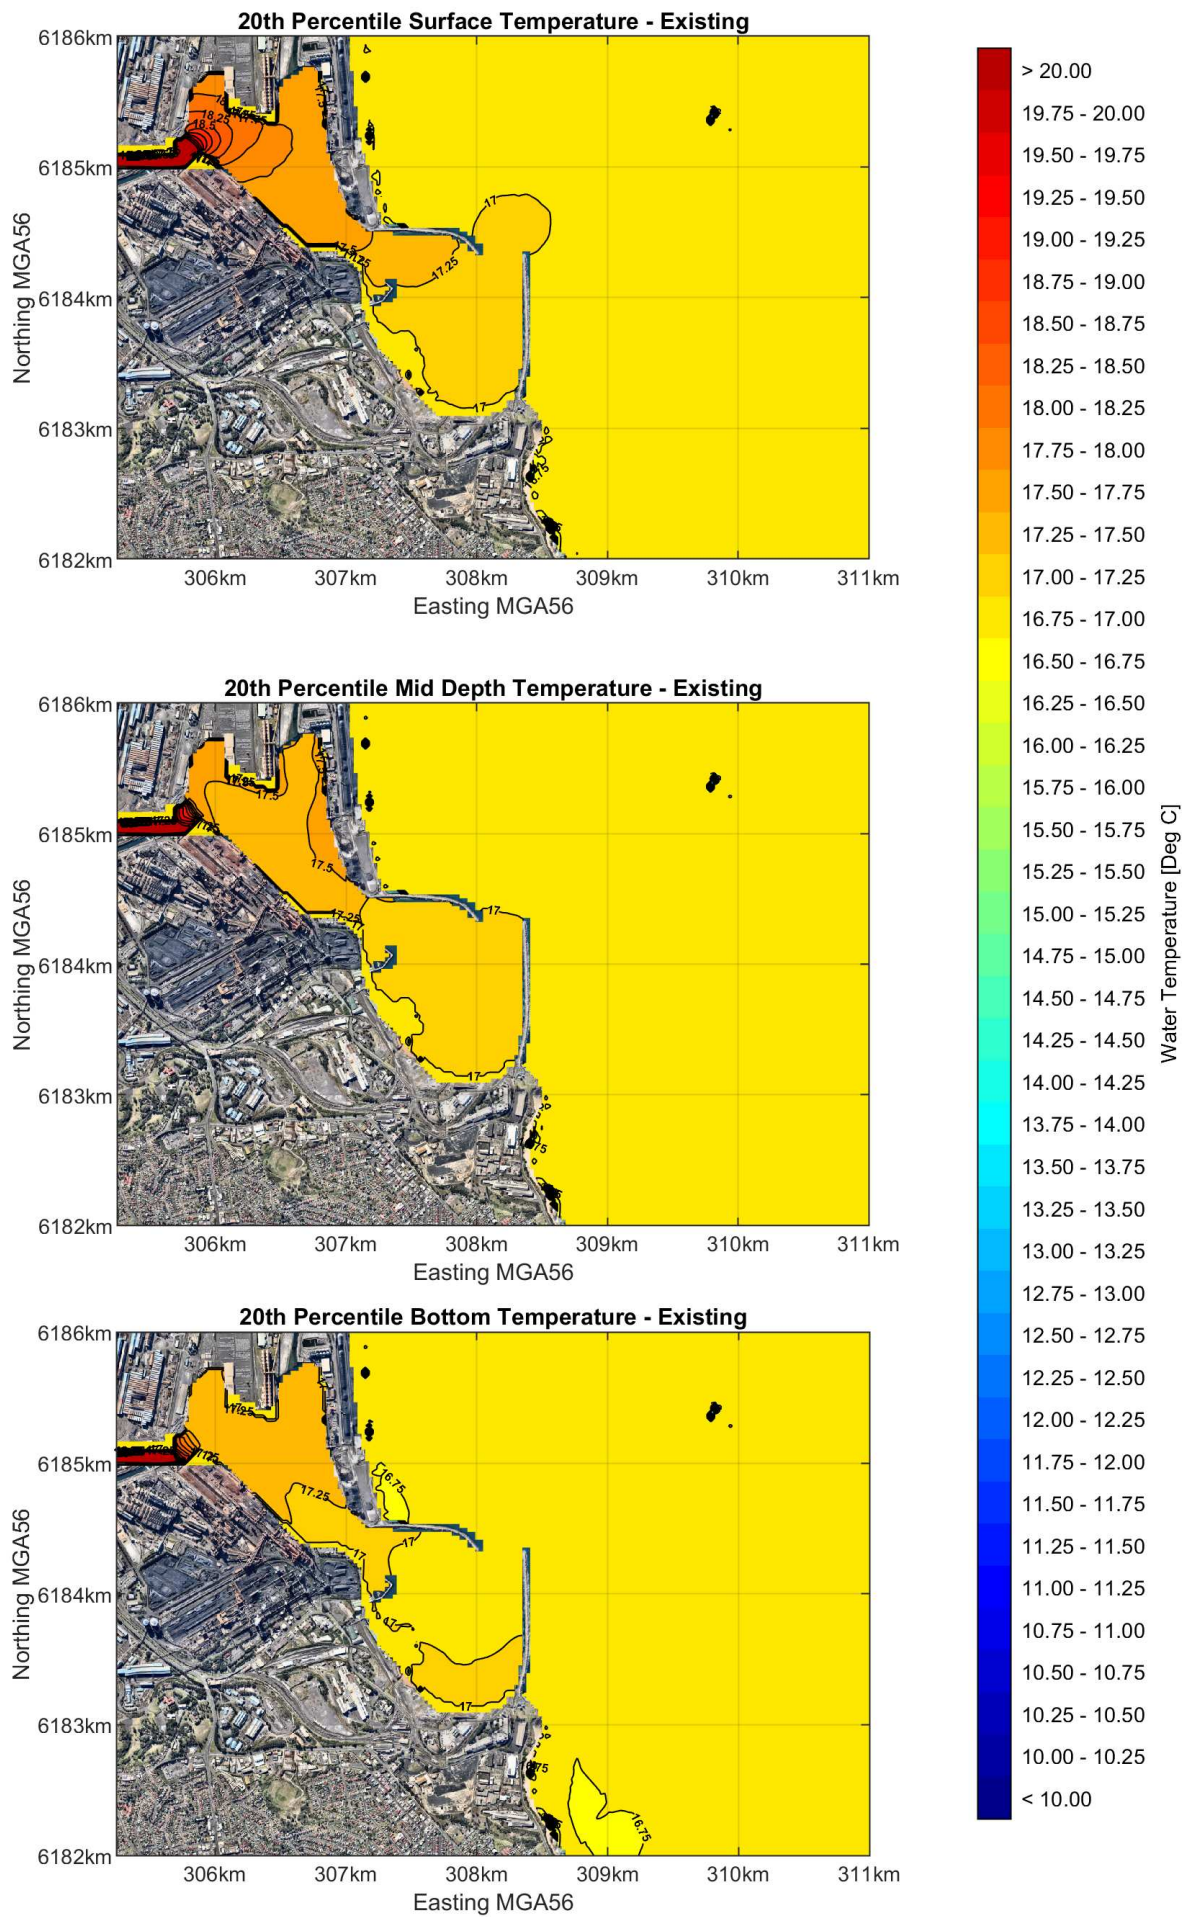 20th Percentile Surface Temperature - Existing
6186km
6185km
6184km
6183km
6182km
Northing MGA56
18
18.25
18.5
17
17.5
17.25
17
306km
307km
308km
309km
310km
311km
Easting MGA56
20th Percentile Mid Depth Temperature - Existing
6186km
6185km
6184km
6183km
6182km
Northing MGA56
17.5
17.5
17.25
17
17
17
306km
307km
308km
309km
310km
311km
Easting MGA56
20th Percentile Bottom Temperature - Existing
6186km
6185km
6184km
6183km
6182km
Northing MGA56
16.75
17.25
17
17
17
17
16.75
306km
307km
308km
309km
310km
311km
Easting MGA56
> 20.00
19.75 - 20.00
19.50 - 19.75
19.25 - 19.50
19.00 - 19.25
18.75 - 19.00
18.50 - 18.75
18.25 - 18.50
18.00 - 18.25
17.75 - 18.00
17.50 - 17.75
17.25 - 17.50
17.00 - 17.25
16.75 - 17.00
16.50 - 16.75
16.25 - 16.50
16.00 - 16.25
15.75 - 16.00
15.50 - 15.75
15.25 - 15.50
15.00 - 15.25
14.75 - 15.00
14.50 - 14.75
14.25 - 14.50
14.00 - 14.25
13.75 - 14.00
13.50 - 13.75
13.25 - 13.50
13.00 - 13.25
12.75 - 13.00
12.50 - 12.75
12.25 - 12.50
12.00 - 12.25
11.75 - 12.00
11.50 - 11.75
11.25 - 11.50
11.00 - 11.25
10.75 - 11.00
10.50 - 10.75
10.25 - 10.50
10.00 - 10.25
< 10.00
Water Temperature [Deg C]